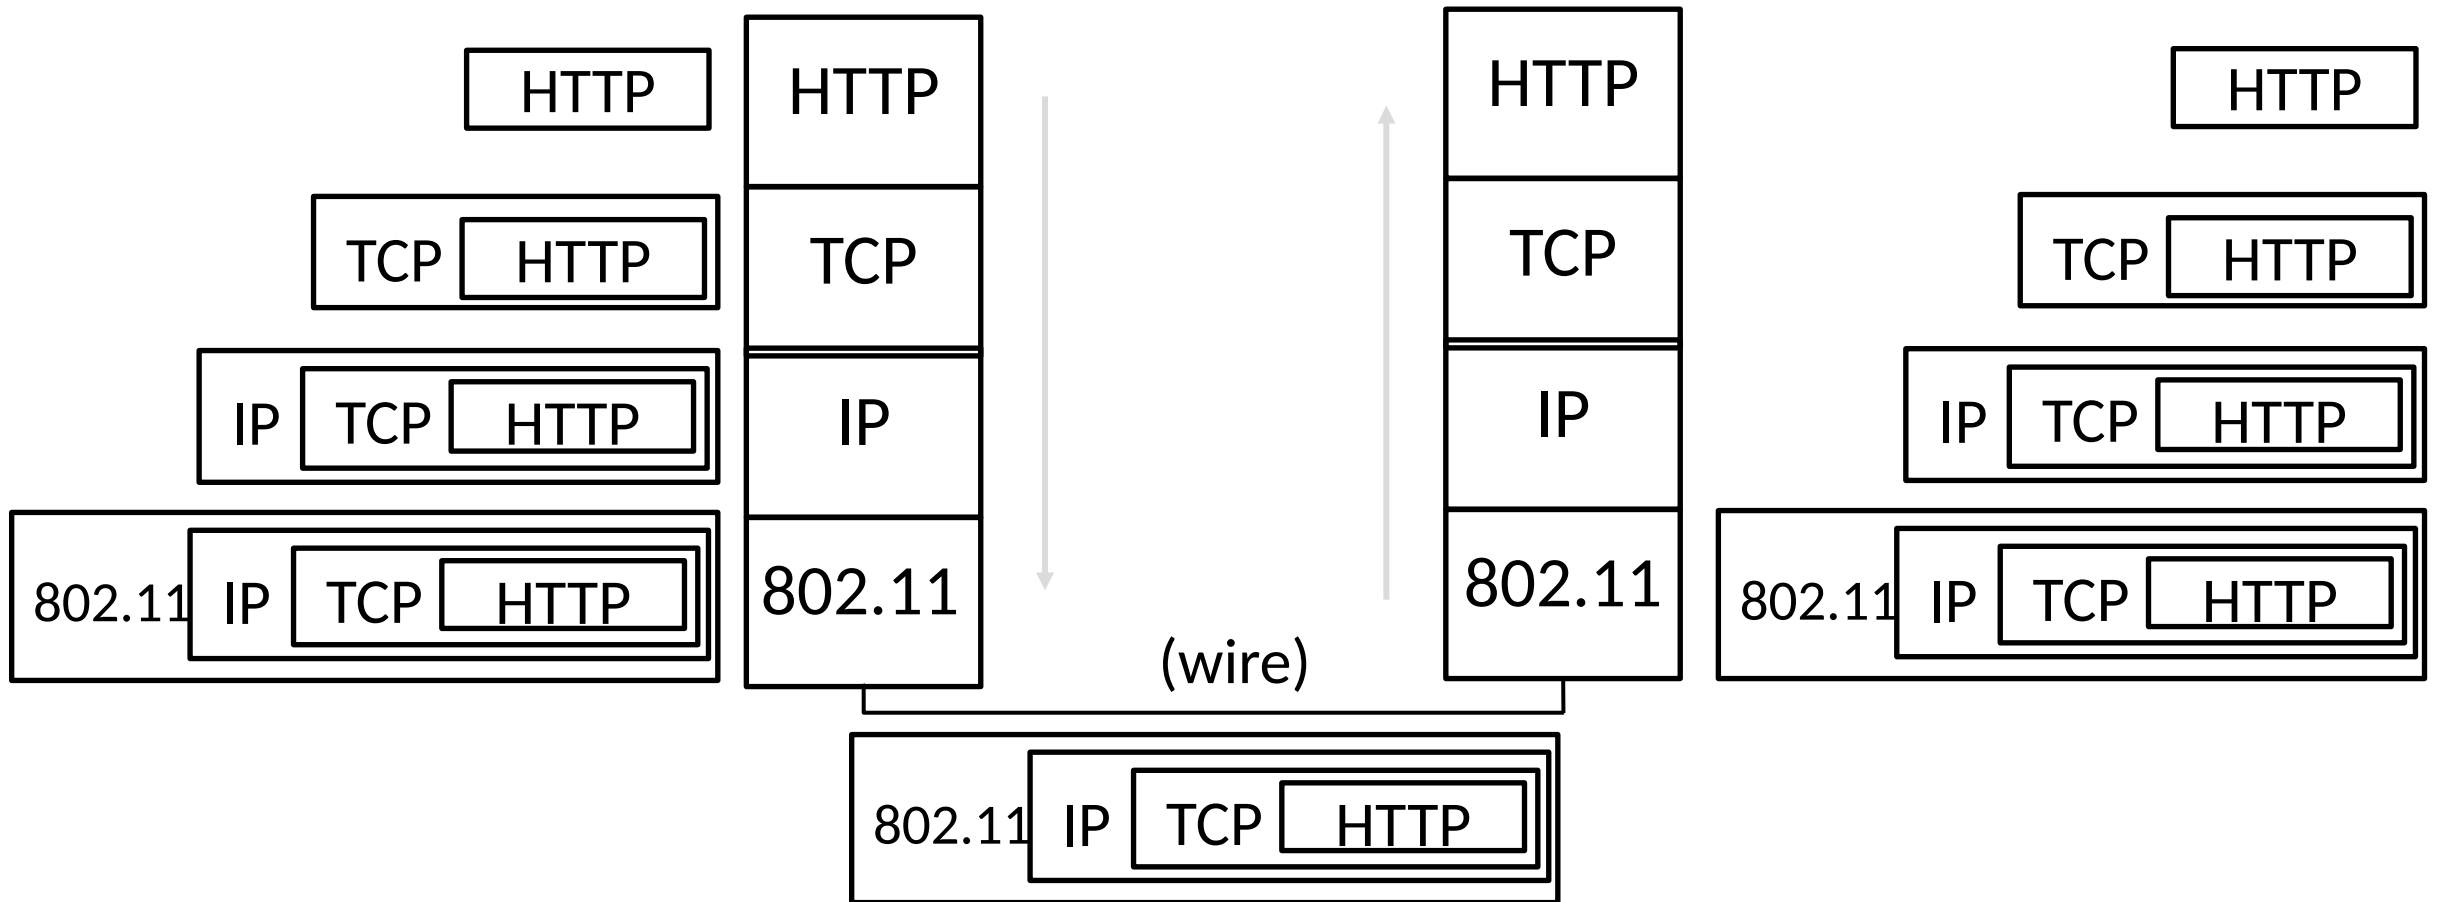 HTTP HTTP HTTP HTTP
TCP HTTP TCP TCP TCP HTTP
IP TCP HTTP IP IP IP TCP HTTP
802.11 IP TCP HTTP 802.11 802.11 802.11 IP TCP HTTP
(wire)
802.11 IP TCP HTTP